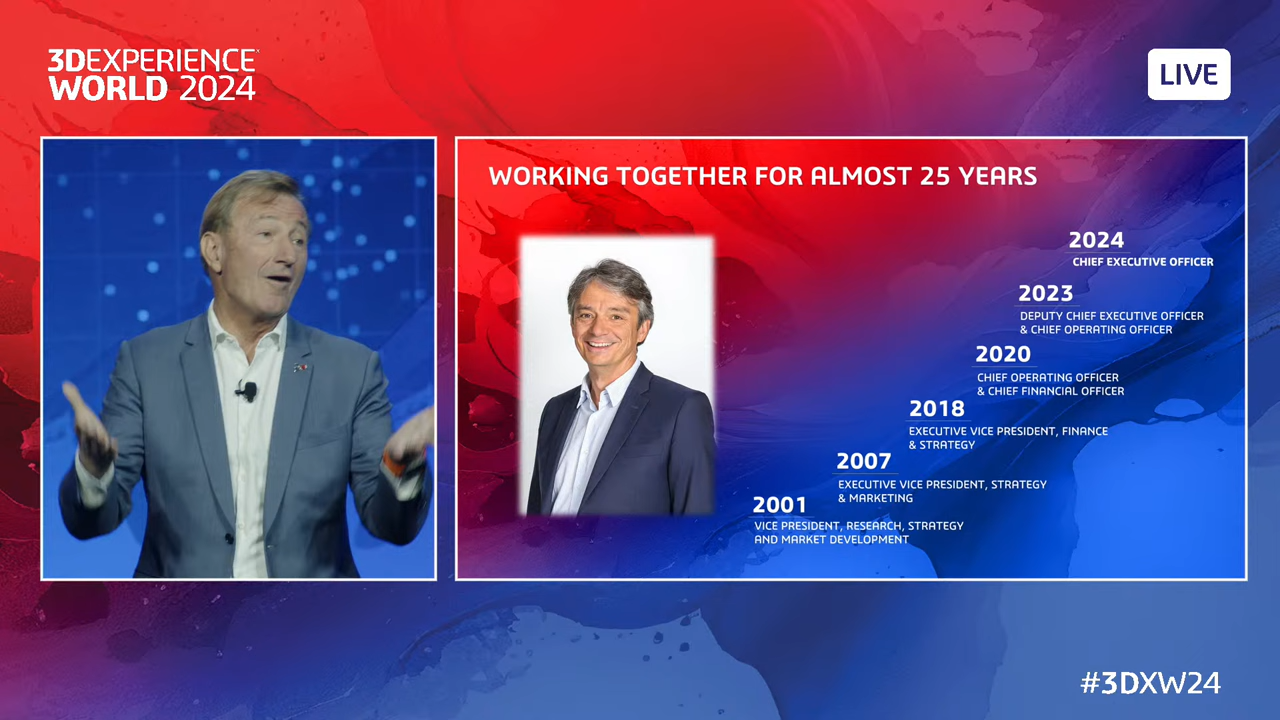 3DEXPERIENCE
WORLD 2024
LIVE
WORKING TOGETHER FOR ALMOST 25 YEARS
2024
CHIEF EXECUTIVE OFFICER
2023
DEPUTY CHIEF EXECUTIVE OFFICER
& CHIEF OPERATING OFFICER
2020
CHIEF OPERATING OFFICER
& CHIEF FINANCIAL OFFICER
2018
EXECUTIVE VICE PRESIDENT, FINANCE
& STRATEGY
2007
EXECUTIVE VICE PRESIDENT, STRATEGY
& MARKETING
2001
VICE PRESIDENT, RESEARCH, STRATEGY
AND MARKET DEVELOPMENT
#3DXW24